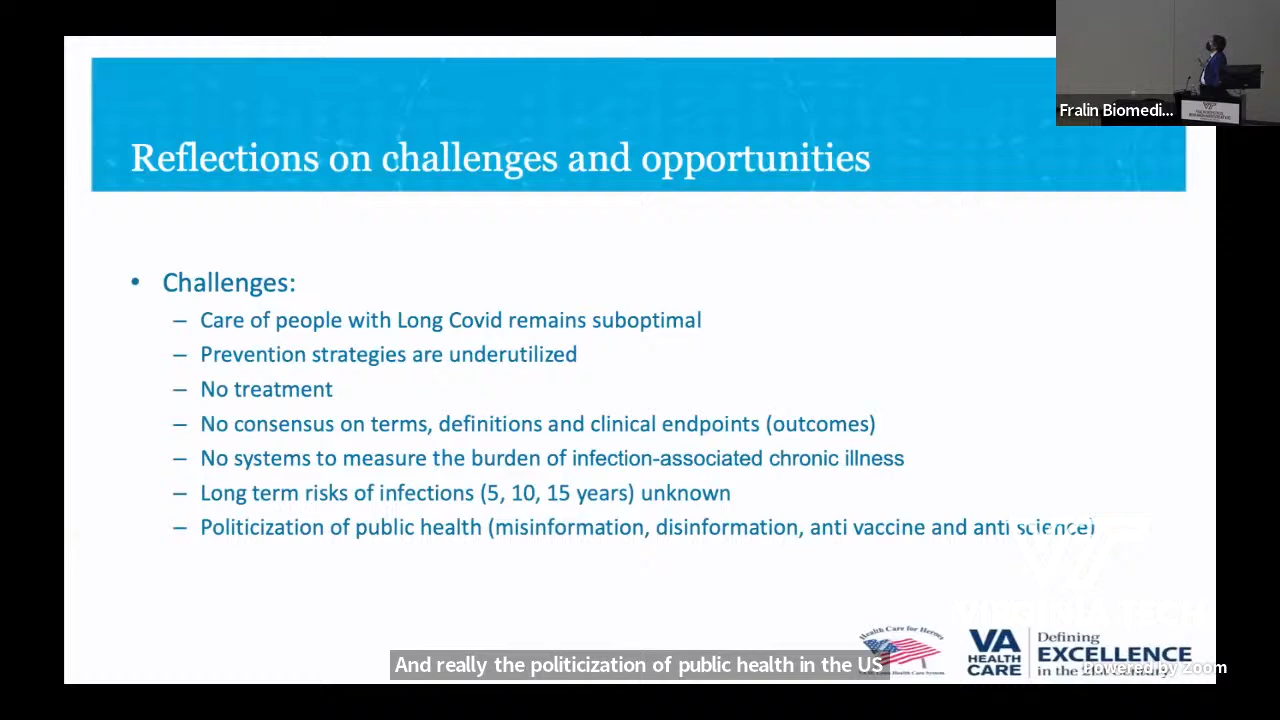 Fralin Biomedi...
Reflections on challenges and opportunities
• Challenges:
– Care of people with Long Covid remains suboptimal
– Prevention strategies are underutilized
– No treatment
– No consensus on terms, definitions and clinical endpoints (outcomes)
– No systems to measure the burden of infection-associated chronic illness
– Long term risks of infections (5, 10, 15 years) unknown
– Politicization of public health (misinformation, disinformation, anti vaccine and anti science)
VIRGINIA TECH
Health Care for Heroes
VA
HEALTH
CARE
Defining
EXCELLENCE
in the 21st Century
And really the politicization of public health in the US
Powered by Zoom